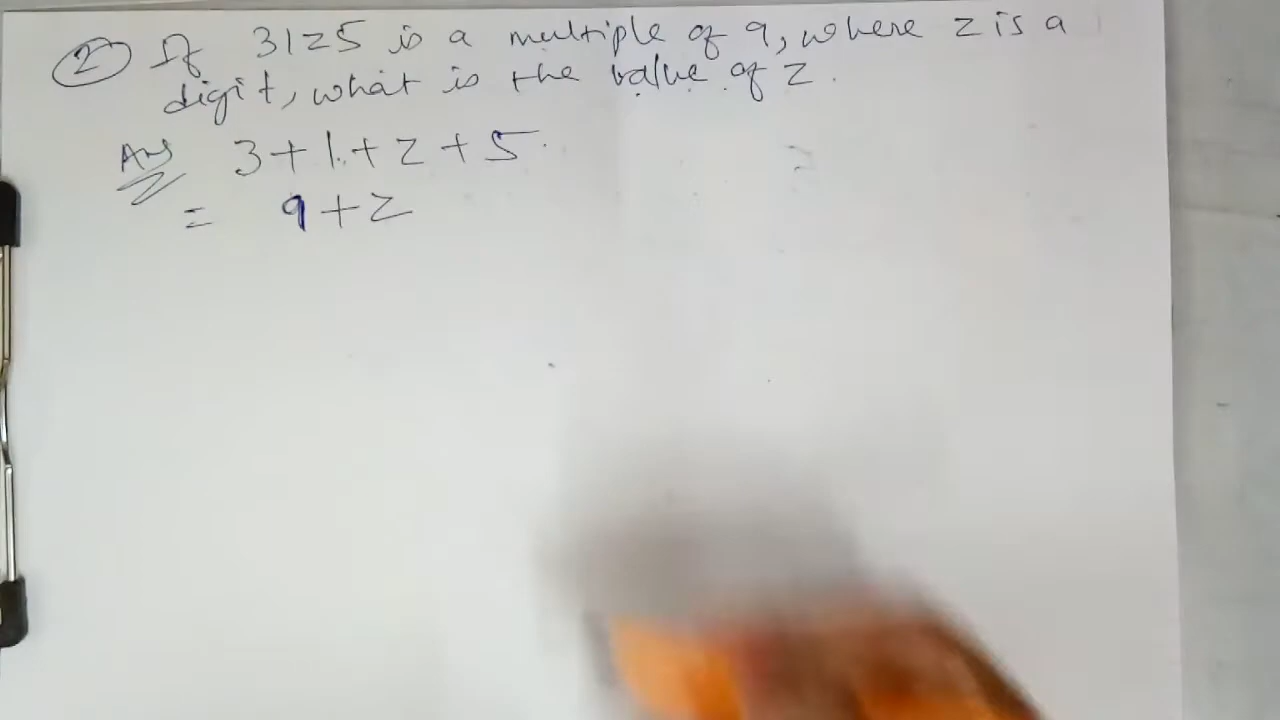 ② If 31z5 is a multiple of 9, where z is a
digit, what is the value of z.
Ans 3+1+z+5
= 9+z